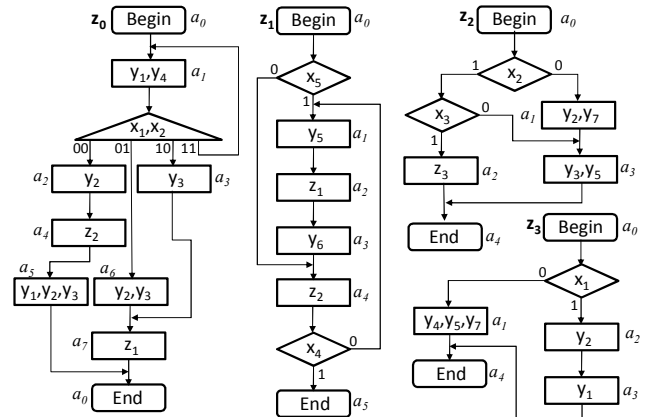 z0 Begin a0
y1,y4 a1
x1,x2
00 01 10 11
a2 y2
y3 a3
a4 z2
a5 y1,y2,y3
a6 y2,y3
a7 z1
a0 End
z1 Begin a0
0 x5
1
y5 a1
z1 a2
y6 a3
z2 a4
x4 0
1
End a5
z2 Begin a0
1 x2 0
x3 0
1
a1 y2,y7
z3 a2
y3,y5 a3
End a4
z3 Begin a0
0 x1
1
y4,y5,y7 a1
y2 a2
End a4
y1 a3